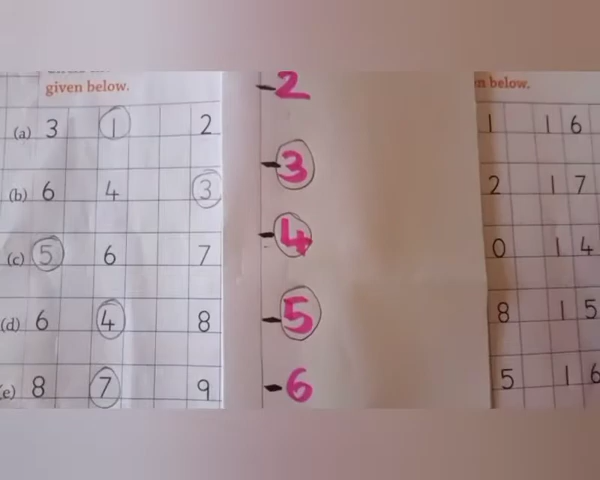 given below.
(a) 3 1 2
(b) 6 4 3
(c) 5 6 7
(d) 6 4 8
(e) 8 7 9
-2
-3
-4
-5
-6
n below.
1 1 6
2 1 7
0 1 4
8 1 5
5 1 6